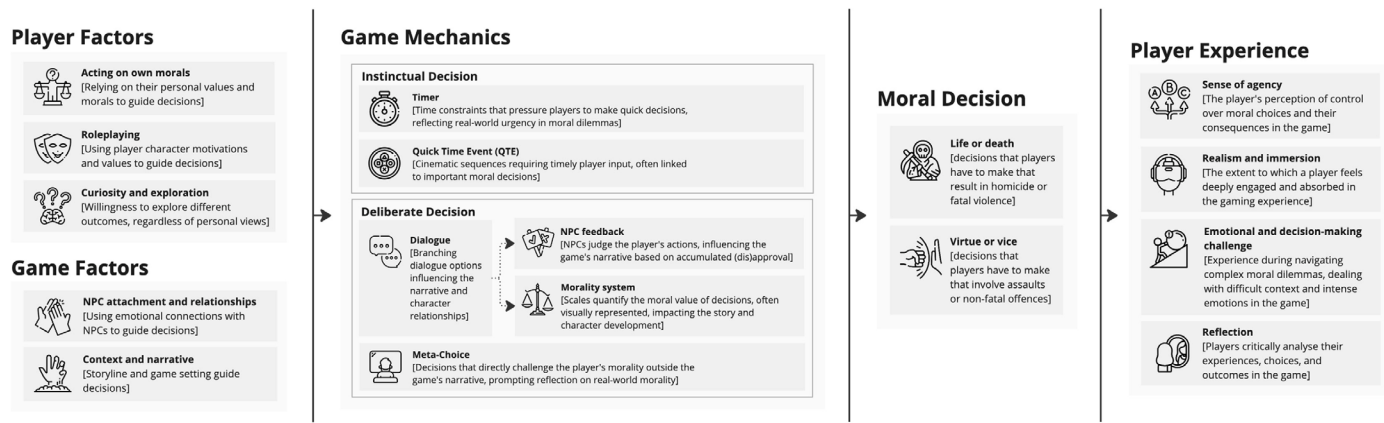 Player Factors
Acting on own morals
[Relying on their personal values and
morals to guide decisions]
Roleplaying
[Using player character motivations
and values to guide decisions]
Curiosity and exploration
[Willingness to explore different
outcomes, regardless of personal views]
Game Factors
NPC attachment and relationships
[Using emotional connections with
NPCs to guide decisions]
Context and narrative
[Storyline and game setting guide
decisions]
Game Mechanics
Instinctual Decision
Timer
[Time constraints that pressure players to make quick decisions,
reflecting real-world urgency in moral dilemmas]
Quick Time Event (QTE)
[Cinematic sequences requiring timely player input, often linked
to important moral decisions]
Deliberate Decision
Dialogue
[Branching
dialogue options
influencing the
narrative and
character
relationships]
NPC feedback
[NPCs judge the player's actions, influencing the
game's narrative based on accumulated (dis)approval]
Morality system
[Scales quantify the moral value of decisions, often
visually represented, impacting the story and
character development]
Meta-Choice
[Decisions that directly challenge the player's morality outside the
game's narrative, prompting reflection on real-world morality]
Moral Decision
Life or death
[decisions that players
have to make that
result in homicide or
fatal violence]
Virtue or vice
[decisions that
players have to make
that involve assaults
or non-fatal offences]
Player Experience
A B C
Sense of agency
[The player's perception of control
over moral choices and their
consequences in the game]
Realism and immersion
[The extent to which a player feels
deeply engaged and absorbed in
the gaming experience]
Emotional and decision-making
challenge
[Experience during navigating
complex moral dilemmas, dealing
with difficult context and intense
emotions in the game]
Reflection
[Players critically analyse their
experiences, choices, and
outcomes in the game]